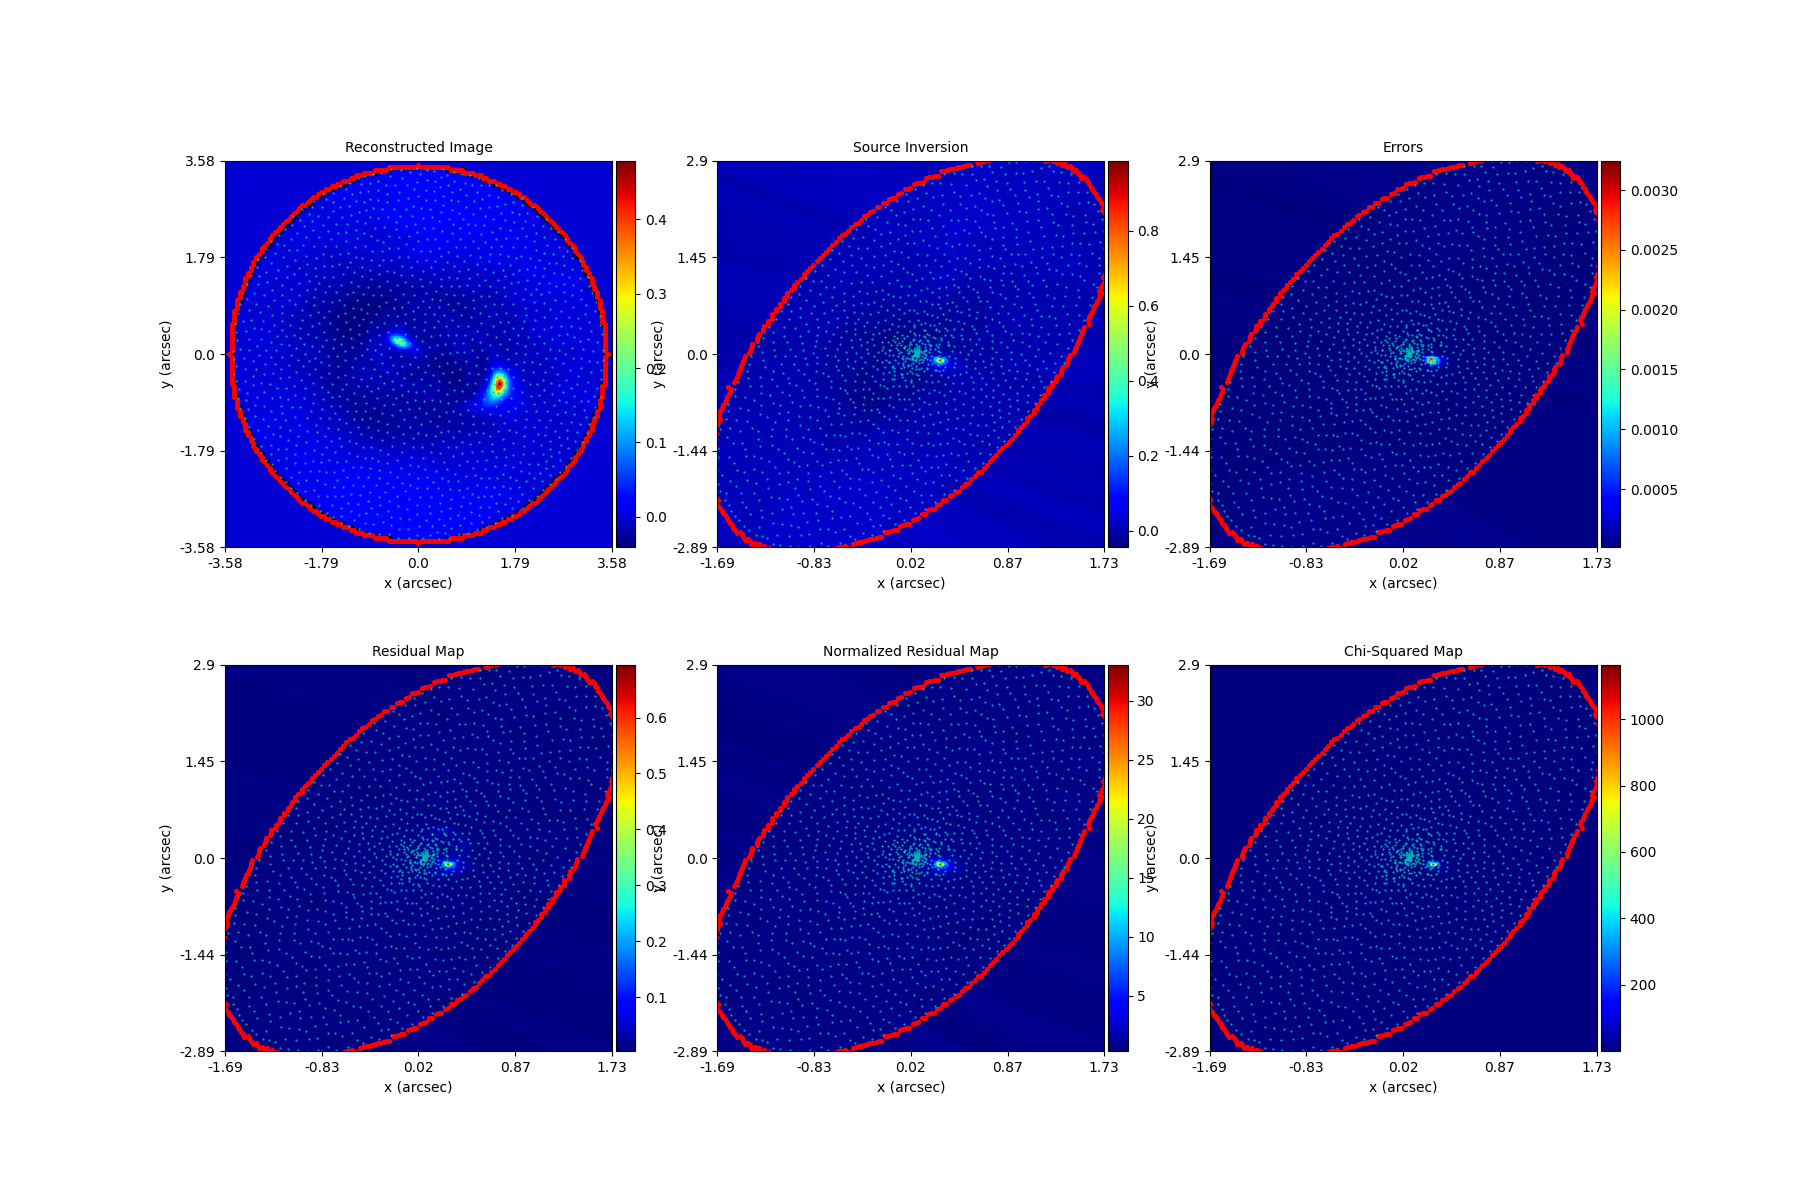 Reconstructed Image
3.58
1.79
0.0
-1.79
-3.58
y (arcsec)
-3.58 -1.79 0.0 1.79 3.58
x (arcsec)
0.4
0.3
0.2
0.1
0.0
Source Inversion
2.9
1.45
0.0
-1.44
-2.89
y (arcsec)
-1.69 -0.83 0.02 0.87 1.73
x (arcsec)
0.8
0.6
0.4
0.2
0.0
Errors
2.9
1.45
0.0
-1.44
-2.89
y (arcsec)
-1.69 -0.83 0.02 0.87 1.73
x (arcsec)
0.0030
0.0025
0.0020
0.0015
0.0010
0.0005
Residual Map
2.9
1.45
0.0
-1.44
-2.89
y (arcsec)
-1.69 -0.83 0.02 0.87 1.73
x (arcsec)
0.6
0.5
0.4
0.3
0.2
0.1
Normalized Residual Map
2.9
1.45
0.0
-1.44
-2.89
y (arcsec)
-1.69 -0.83 0.02 0.87 1.73
x (arcsec)
30
25
20
15
10
5
Chi-Squared Map
2.9
1.45
0.0
-1.44
-2.89
y (arcsec)
-1.69 -0.83 0.02 0.87 1.73
x (arcsec)
1000
800
600
400
200